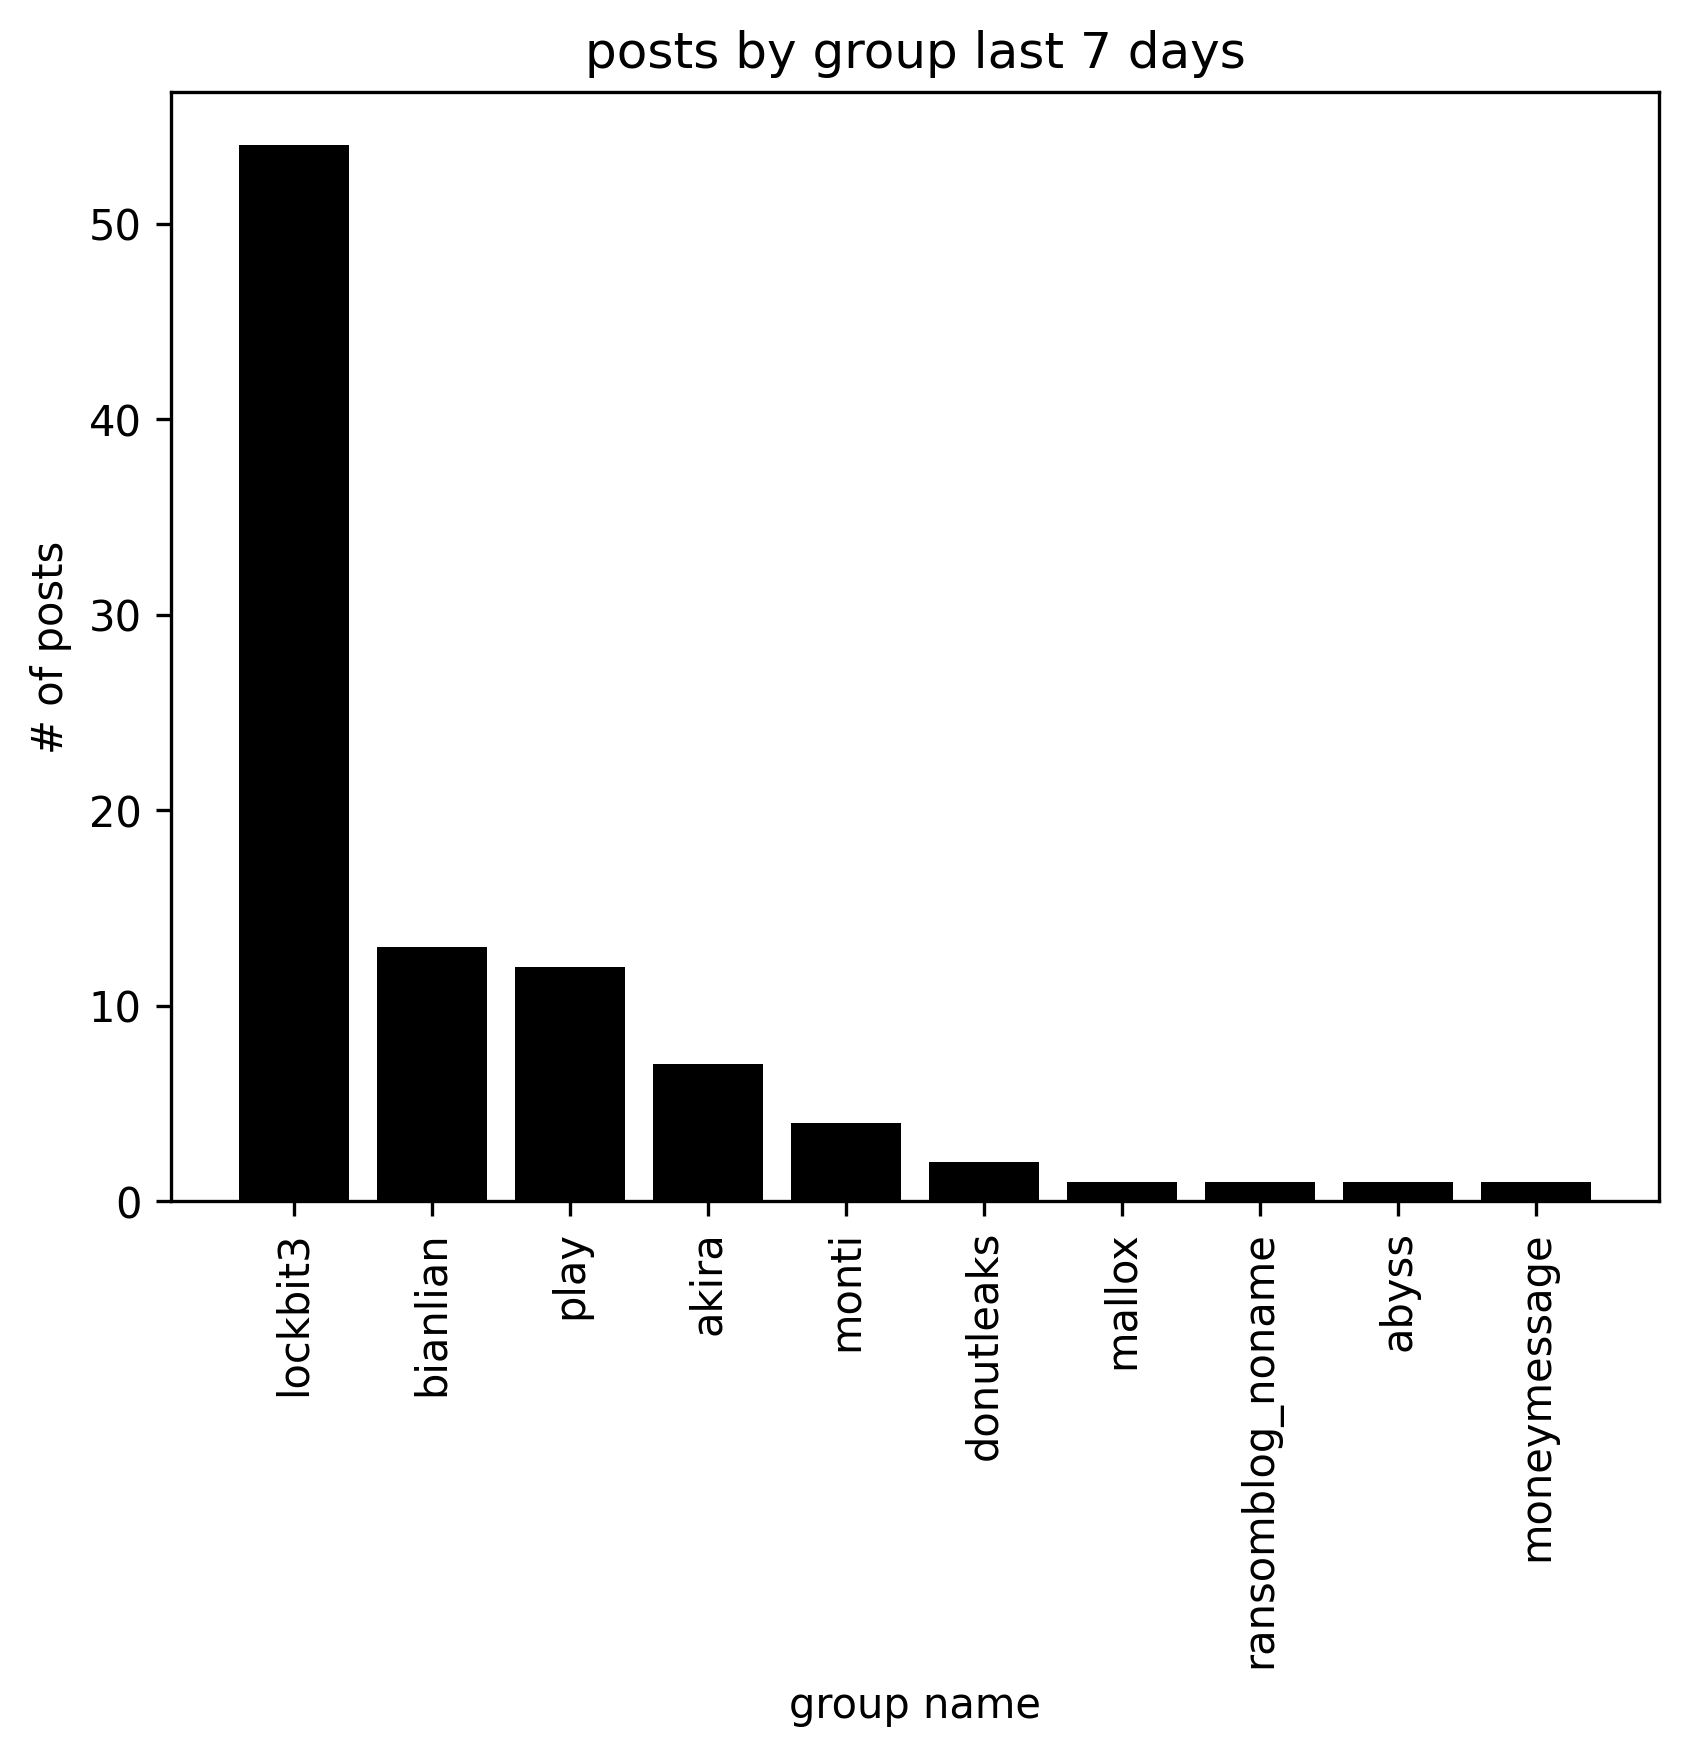 posts by group last 7 days
# of posts
50
40
30
20
10
0
lockbit3
bianlian
play
akira
monti
donutleaks
mallox
ransomblog_noname
abyss
moneymessage
group name